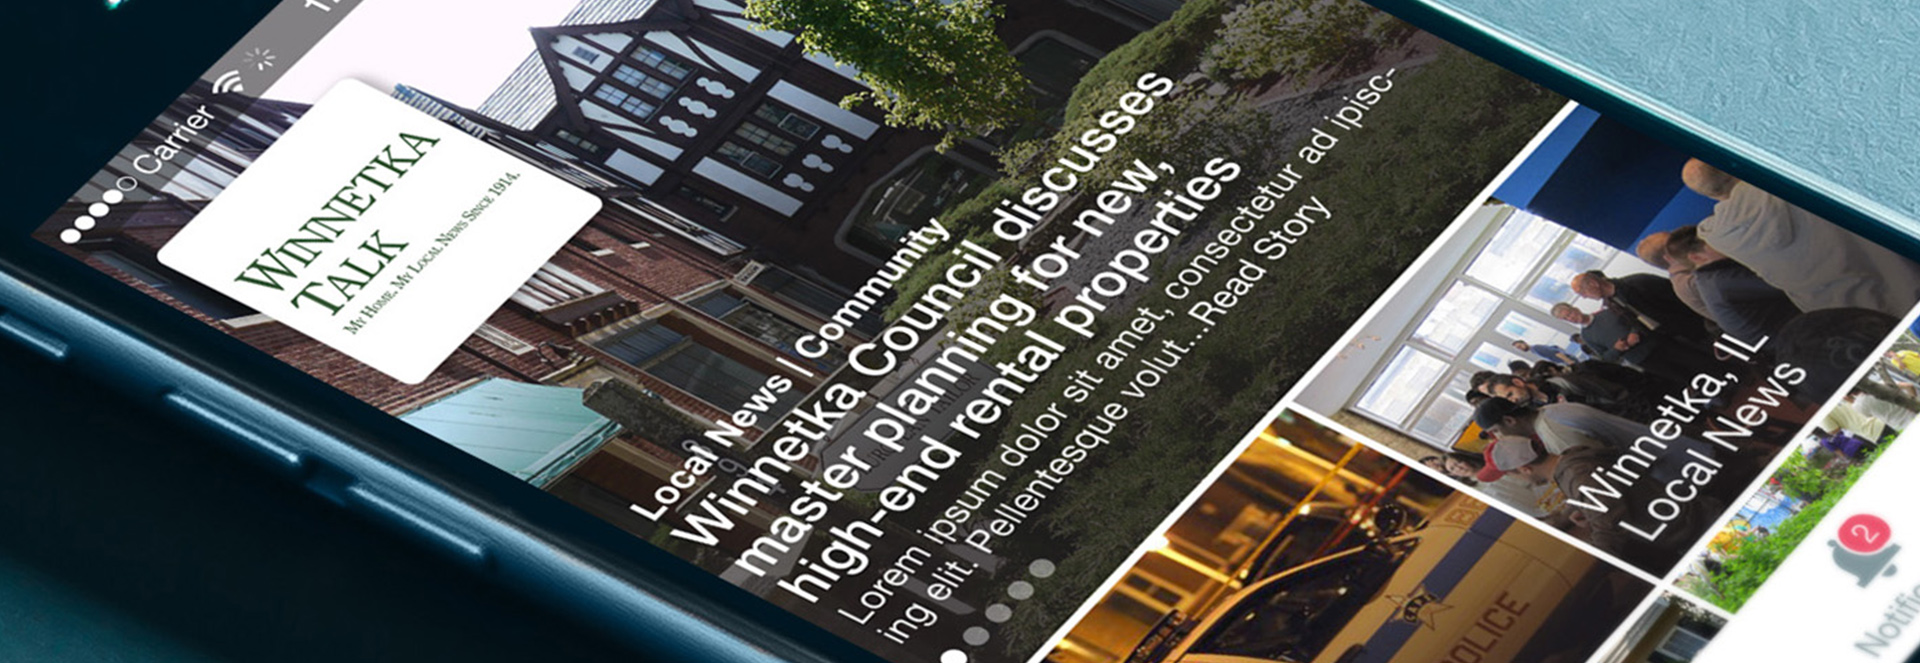 Carrier
WINNETKA
TALK
MY HOME. MY LOCAL NEWS SINCE 1914.
Local News | Community
Winnetka Council discusses
master planning for new,
high-end rental properties
Lorem ipsum dolor sit amet, consectetur ad ipisc-
ing elit. Pellentesque volut...Read Story
Winnetka, IL
Local News
POLICE
2